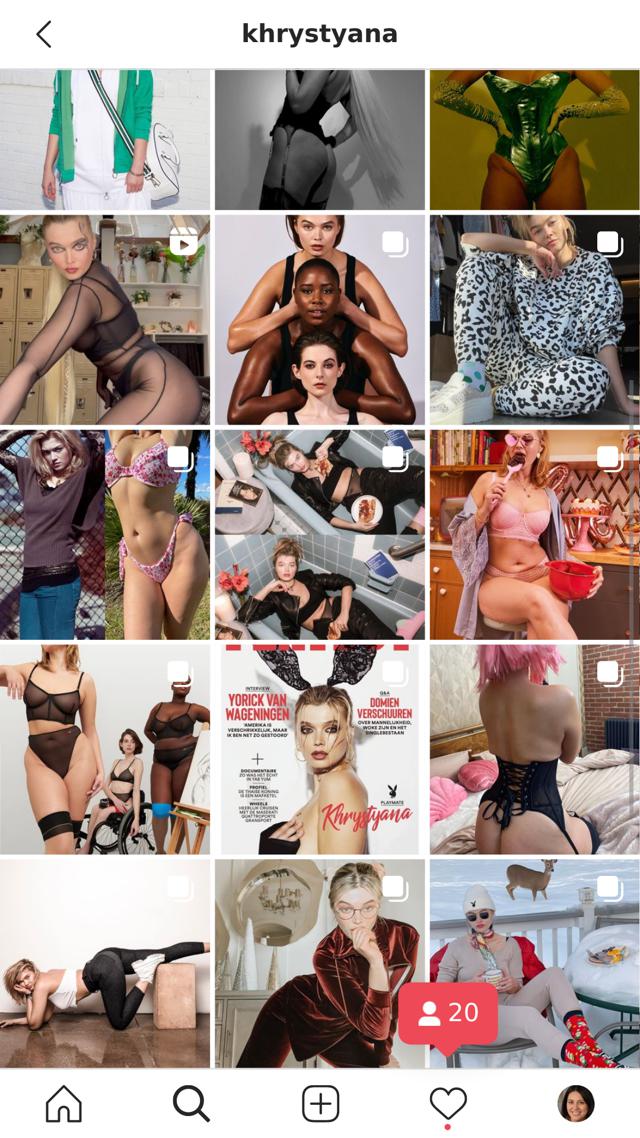 khrystyana
INTERVIEW
YORICK VAN
WAGENINGEN
'AMERIKA IS
VERSCHRIKKELIJK, MAAR
IK BEN NET ZO GESTOORD'
DOCUMENTAIRE
ZO WAS HET ECHT
IN YAB YUM
PROFIEL
DE THAISE KONING
IS EEN MAFKETEL
WHEELS
HEERLIJK CRUISEN
MET DE MASERATI
QUATTROPORTE
GRANSPORT
Q&A
DOMIEN
VERSCHUUREN
OVER MANNELIJKHEID,
WOKE ZIJN EN HET
SINGLEBESTAAN
PLAYMATE
Khrystyana
20